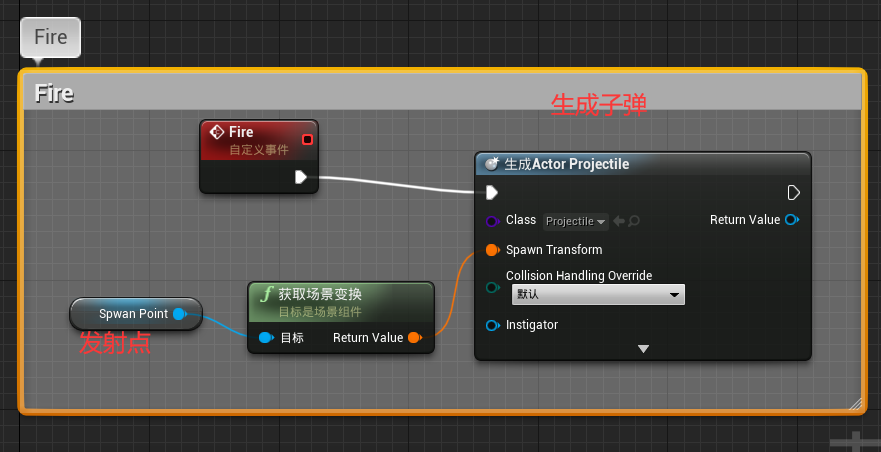 Fire
Fire
生成子弹
Fire
自定义事件
生成Actor Projectile
Class Projectile
Return Value
Spawn Transform
Collision Handling Override
默认
Instigator
获取场景变换
目标是场景组件
目标
Return Value
Spwan Point
发射点